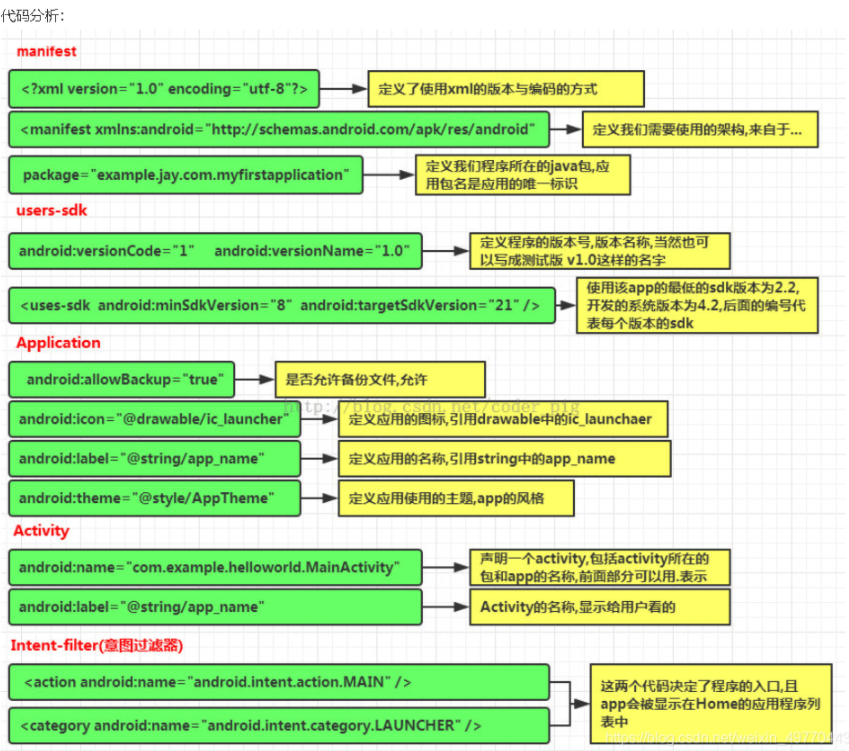 代码分析：
manifest
<?xml version="1.0" encoding="utf-8"?>
定义了使用xml的版本与编码的方式
<manifest xmlns:android="http://schemas.android.com/apk/res/android"
定义我们需要使用的架构,来自于...
package="example.jay.com.myfirstapplication"
定义我们程序所在的java包,应
用包名是应用的唯一标识
users-sdk
android:versionCode="1" android:versionName="1.0"
定义程序的版本号,版本名称,当然也可
以写成测试版 v1.0这样的名字
<uses-sdk android:minSdkVersion="8" android:targetSdkVersion="21" />
使用该app的最低的sdk版本为2.2,
开发的系统版本为4.2,后面的编号代
表每个版本的sdk
Application
android:allowBackup="true"
是否允许备份文件,允许
http://blog.csdn.net/coder_pig
android:icon="@drawable/ic_launcher"
定义应用的图标,引用drawable中的ic_launchaer
android:label="@string/app_name"
定义应用的名称,引用string中的app_name
android:theme="@style/AppTheme"
定义应用使用的主题,app的风格
Activity
android:name="com.example.helloworld.MainActivity"
声明一个activity,包括activity所在的
包和app的名称,前面部分可以用.表示
android:label="@string/app_name"
Activity的名称,显示给用户看的
Intent-filter(意图过滤器)
<action android:name="android.intent.action.MAIN" />
<category android:name="android.intent.category.LAUNCHER" />
这两个代码决定了程序的入口,且
app会被显示在Home的应用程序列
表中